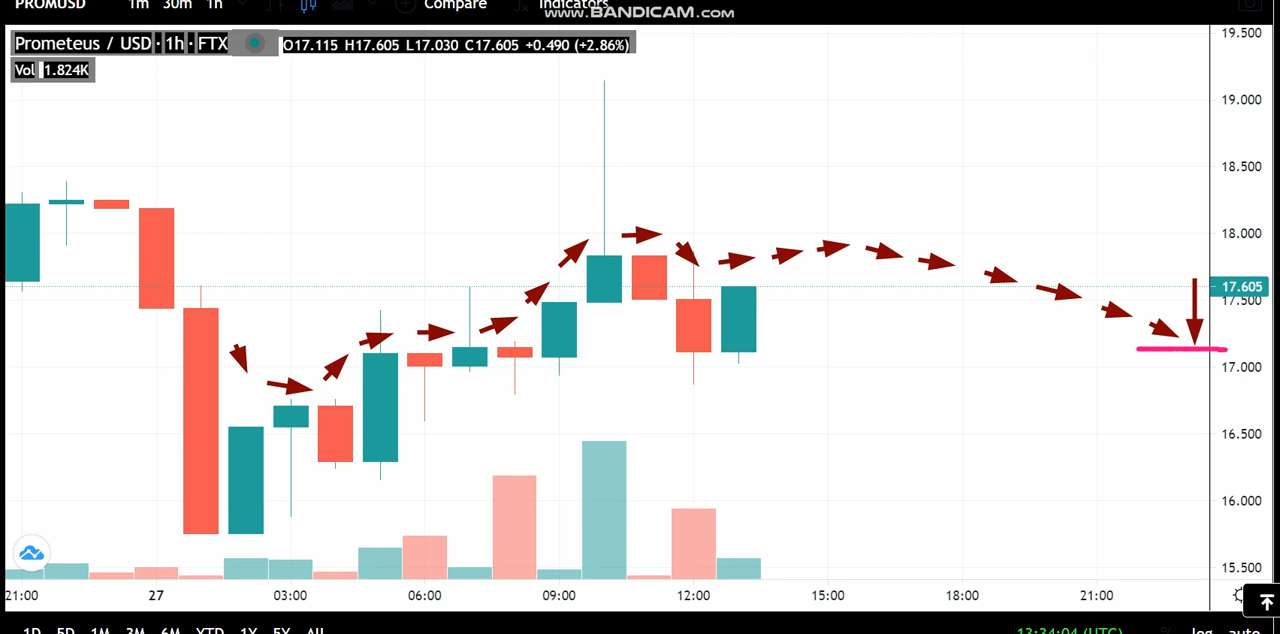 PROMUSD 1m 30m 1h Compare Indicators
www.BANDICAM.com
Prometeus / USD · 1h · FTX O17.115 H17.605 L17.030 C17.605 +0.490 (+2.86%)
Vol 1.824K
19.500
19.000
18.500
18.000
17.605
17.500
17.000
16.500
16.000
15.500
21:00 27 03:00 06:00 09:00 12:00 15:00 18:00 21:00
1D 5D 1M 3M 6M YTD 1Y 5Y All 13:34:04 (UTC) % log auto